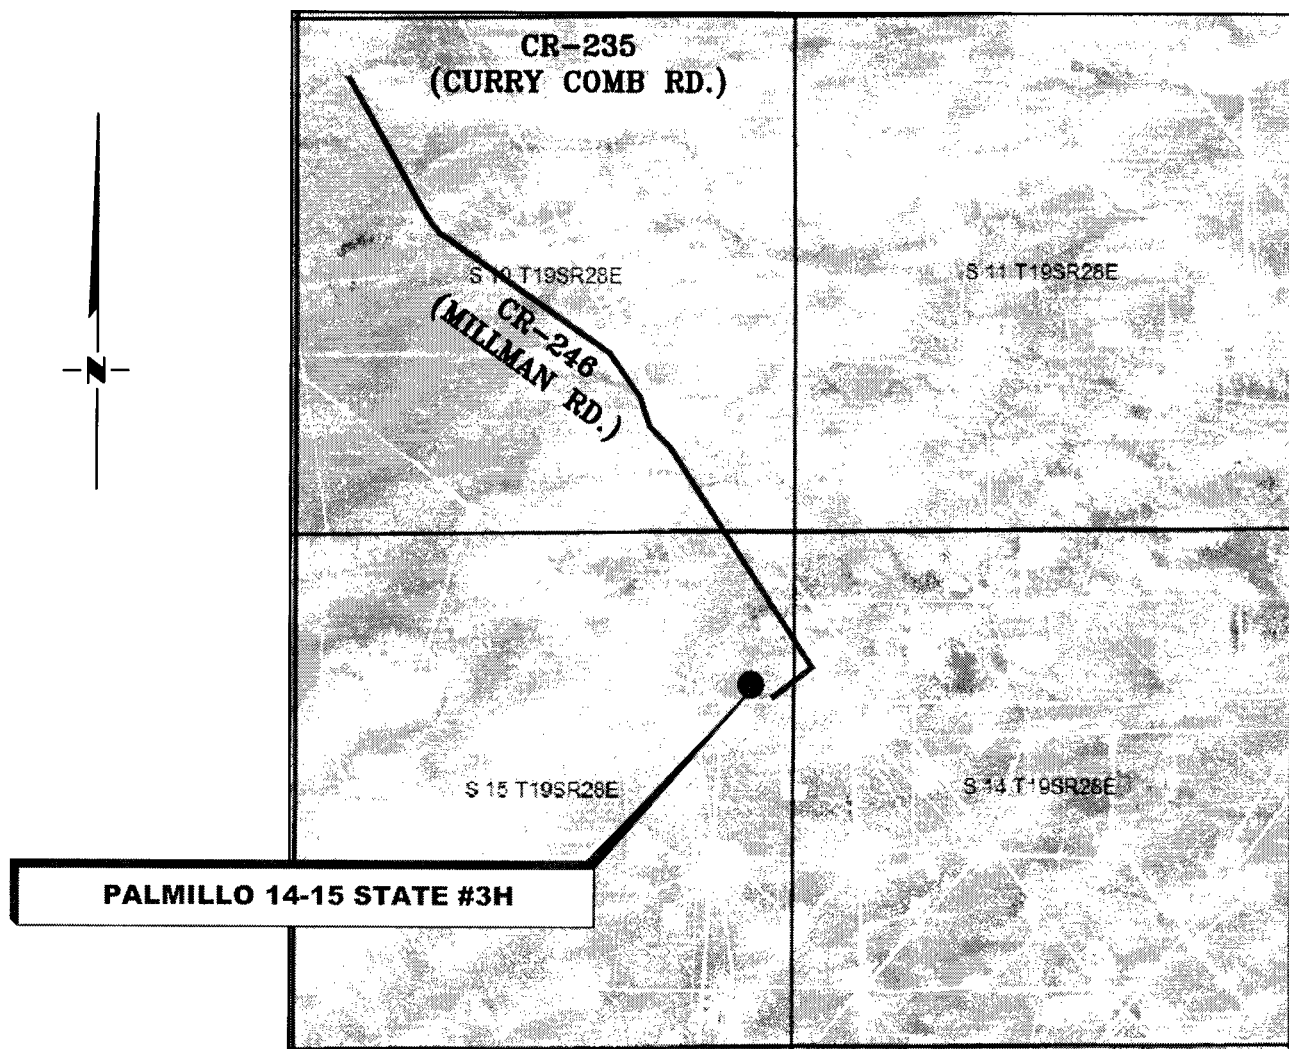 CR-235
(CURRY COMB RD.)
S 10 T19SR28E
S 11 T19SR28E
CR-246
(MILLMAN RD.)
N
S 15 T19SR28E
S 14 T19SR28E
PALMILLO 14-15 STATE #3H